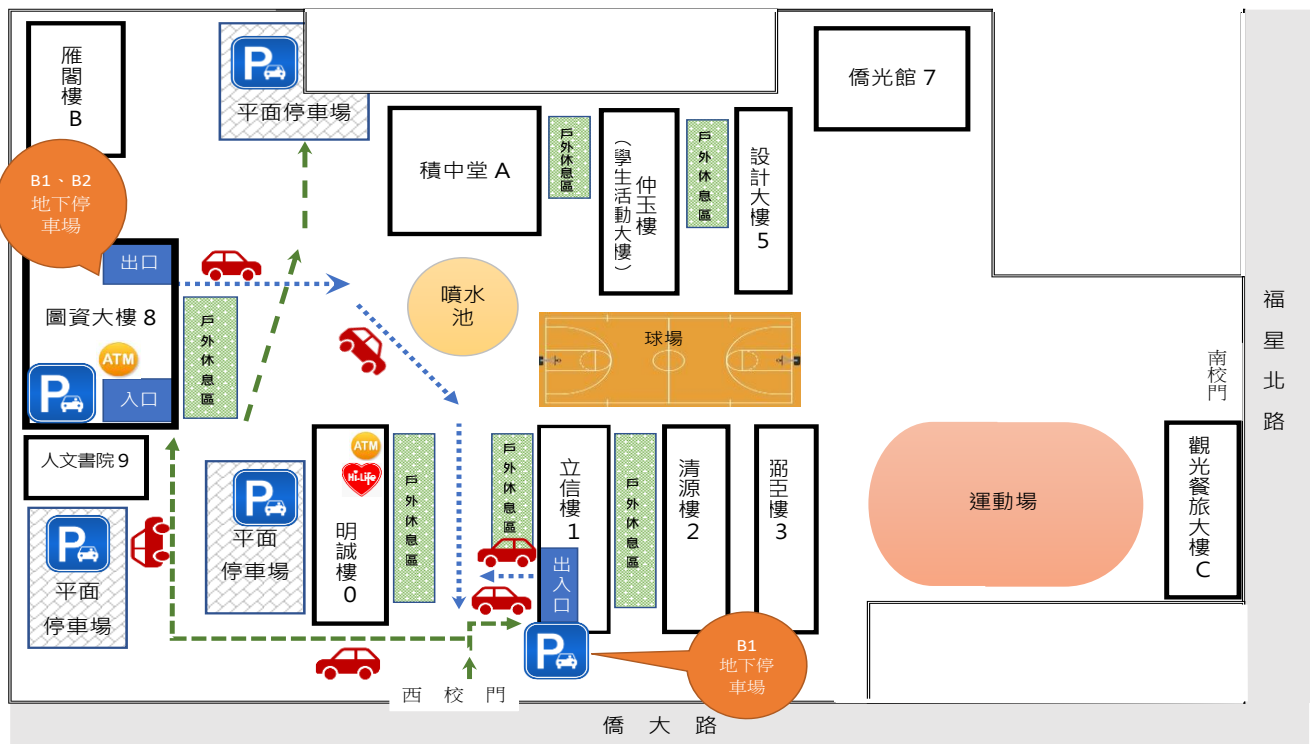 雁閣樓 B
P
平面停車場
積中堂 A
戶外休息區
仲玉樓
(學生活動大樓)
戶外休息區
設計大樓 5
僑光館 7
B1、B2
地下停
車場
出口
圖資大樓 8
ATM
P
入口
戶外休息區
噴水
池
球場
福星北路
南校門
人文書院 9
P
平面
停車場
P
平面
停車場
ATM
Hi-Life
明誠樓 0
戶外休息區
戶外休息區
立信樓 1
出入口
P
戶外休息區
清源樓 2
弼臣樓 3
運動場
觀光餐旅大樓 C
B1
地下停
車場
西校門
僑大路